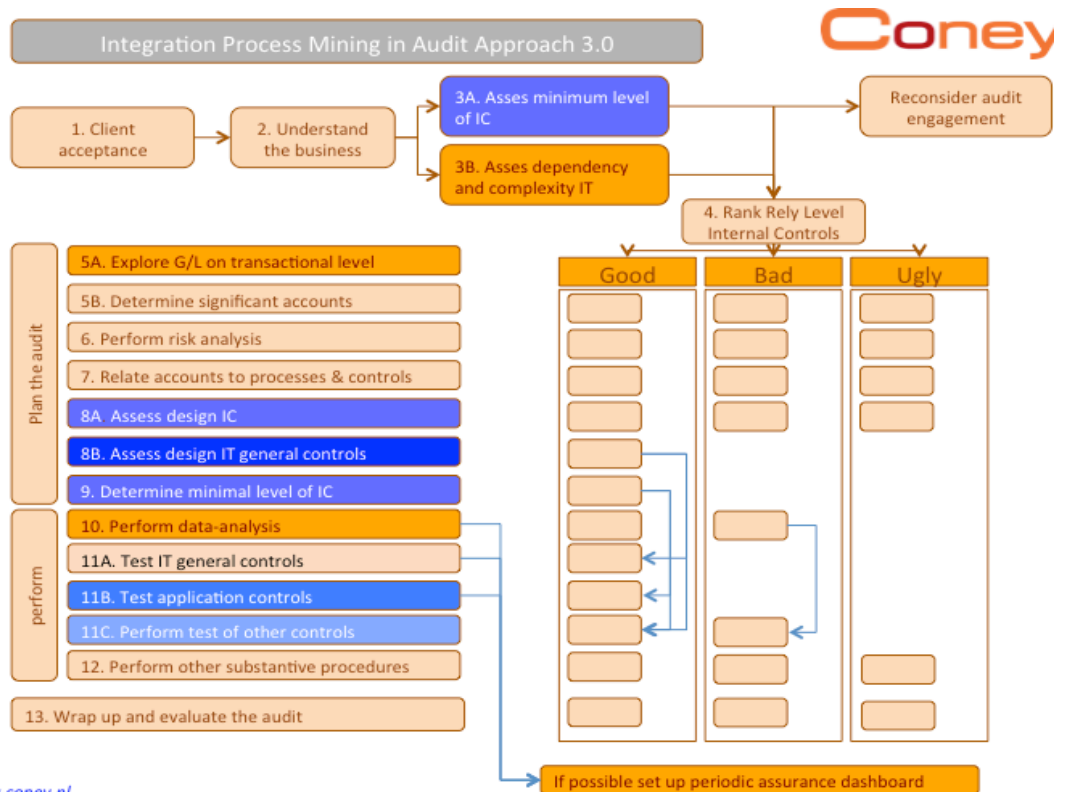 Integration Process Mining in Audit Approach 3.0
Coney
1. Client
acceptance
2. Understand
the business
3A. Asses minimum level
of IC
3B. Asses dependency
and complexity IT
Reconsider audit
engagement
4. Rank Rely Level
Internal Controls
Good
Bad
Ugly
Plan the audit
5A. Explore G/L on transactional level
5B. Determine significant accounts
6. Perform risk analysis
7. Relate accounts to processes & controls
8A Assess design IC
8B. Assess design IT general controls
9. Determine minimal level of IC
perform
10. Perform data-analysis
11A. Test IT general controls
11B. Test application controls
11C. Perform test of other controls
12. Perform other substantive procedures
13. Wrap up and evaluate the audit
If possible set up periodic assurance dashboard
coney.nl